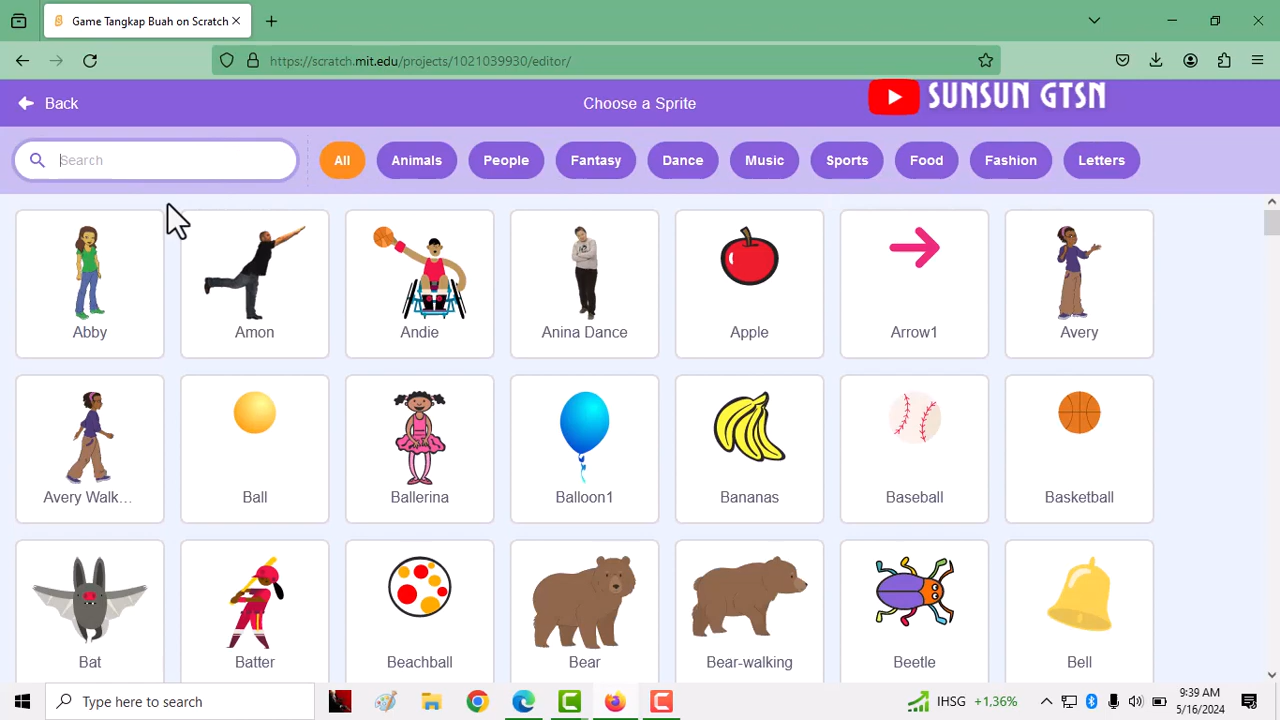 Game Tangkap Buah on Scratch
https://scratch.mit.edu/projects/1021039930/editor/
Back
Choose a Sprite
SUNSUN GTSN
Search
All
Animals
People
Fantasy
Dance
Music
Sports
Food
Fashion
Letters
Abby
Amon
Andie
Anina Dance
Apple
Arrow1
Avery
Avery Walk...
Ball
Ballerina
Balloon1
Bananas
Baseball
Basketball
Bat
Batter
Beachball
Bear
Bear-walking
Beetle
Bell
Type here to search
IHSG +1,36%
9:39 AM
5/16/2024